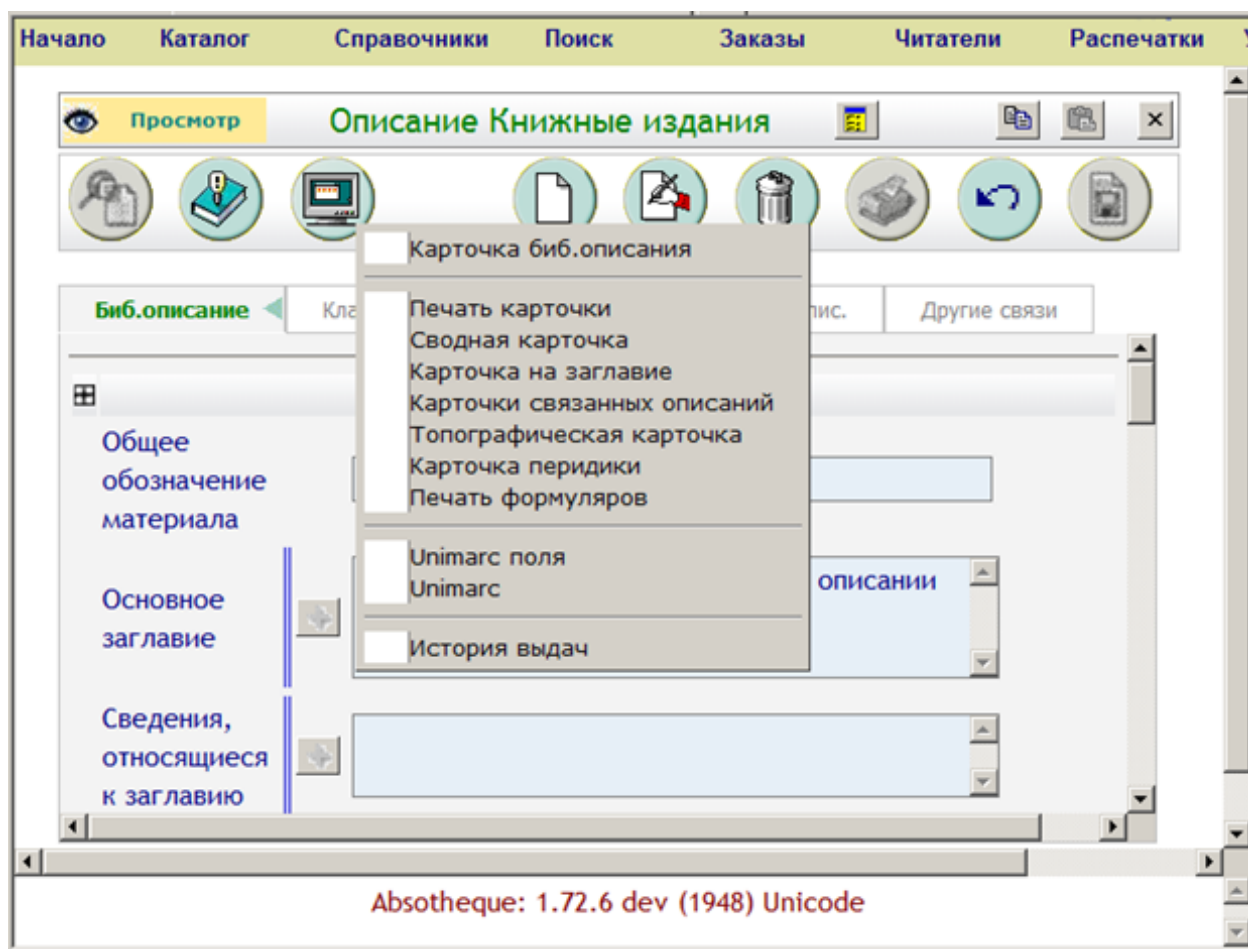 Начало Каталог Справочники Поиск Заказы Читатели Распечатки
Просмотр Описание Книжные издания
Карточка биб.описания
Биб.описание Кла пис. Другие связи
Печать карточки
Сводная карточка
Карточка на заглавие
Карточки связанных описаний
Топографическая карточка
Карточка перидики
Печать формуляров
Общее
обозначение
материала
Unimarc поля
Unimarc
История выдач
Основное
заглавие
описании
Сведения,
относящиеся
к заглавию
Absotheque: 1.72.6 dev (1948) Unicode